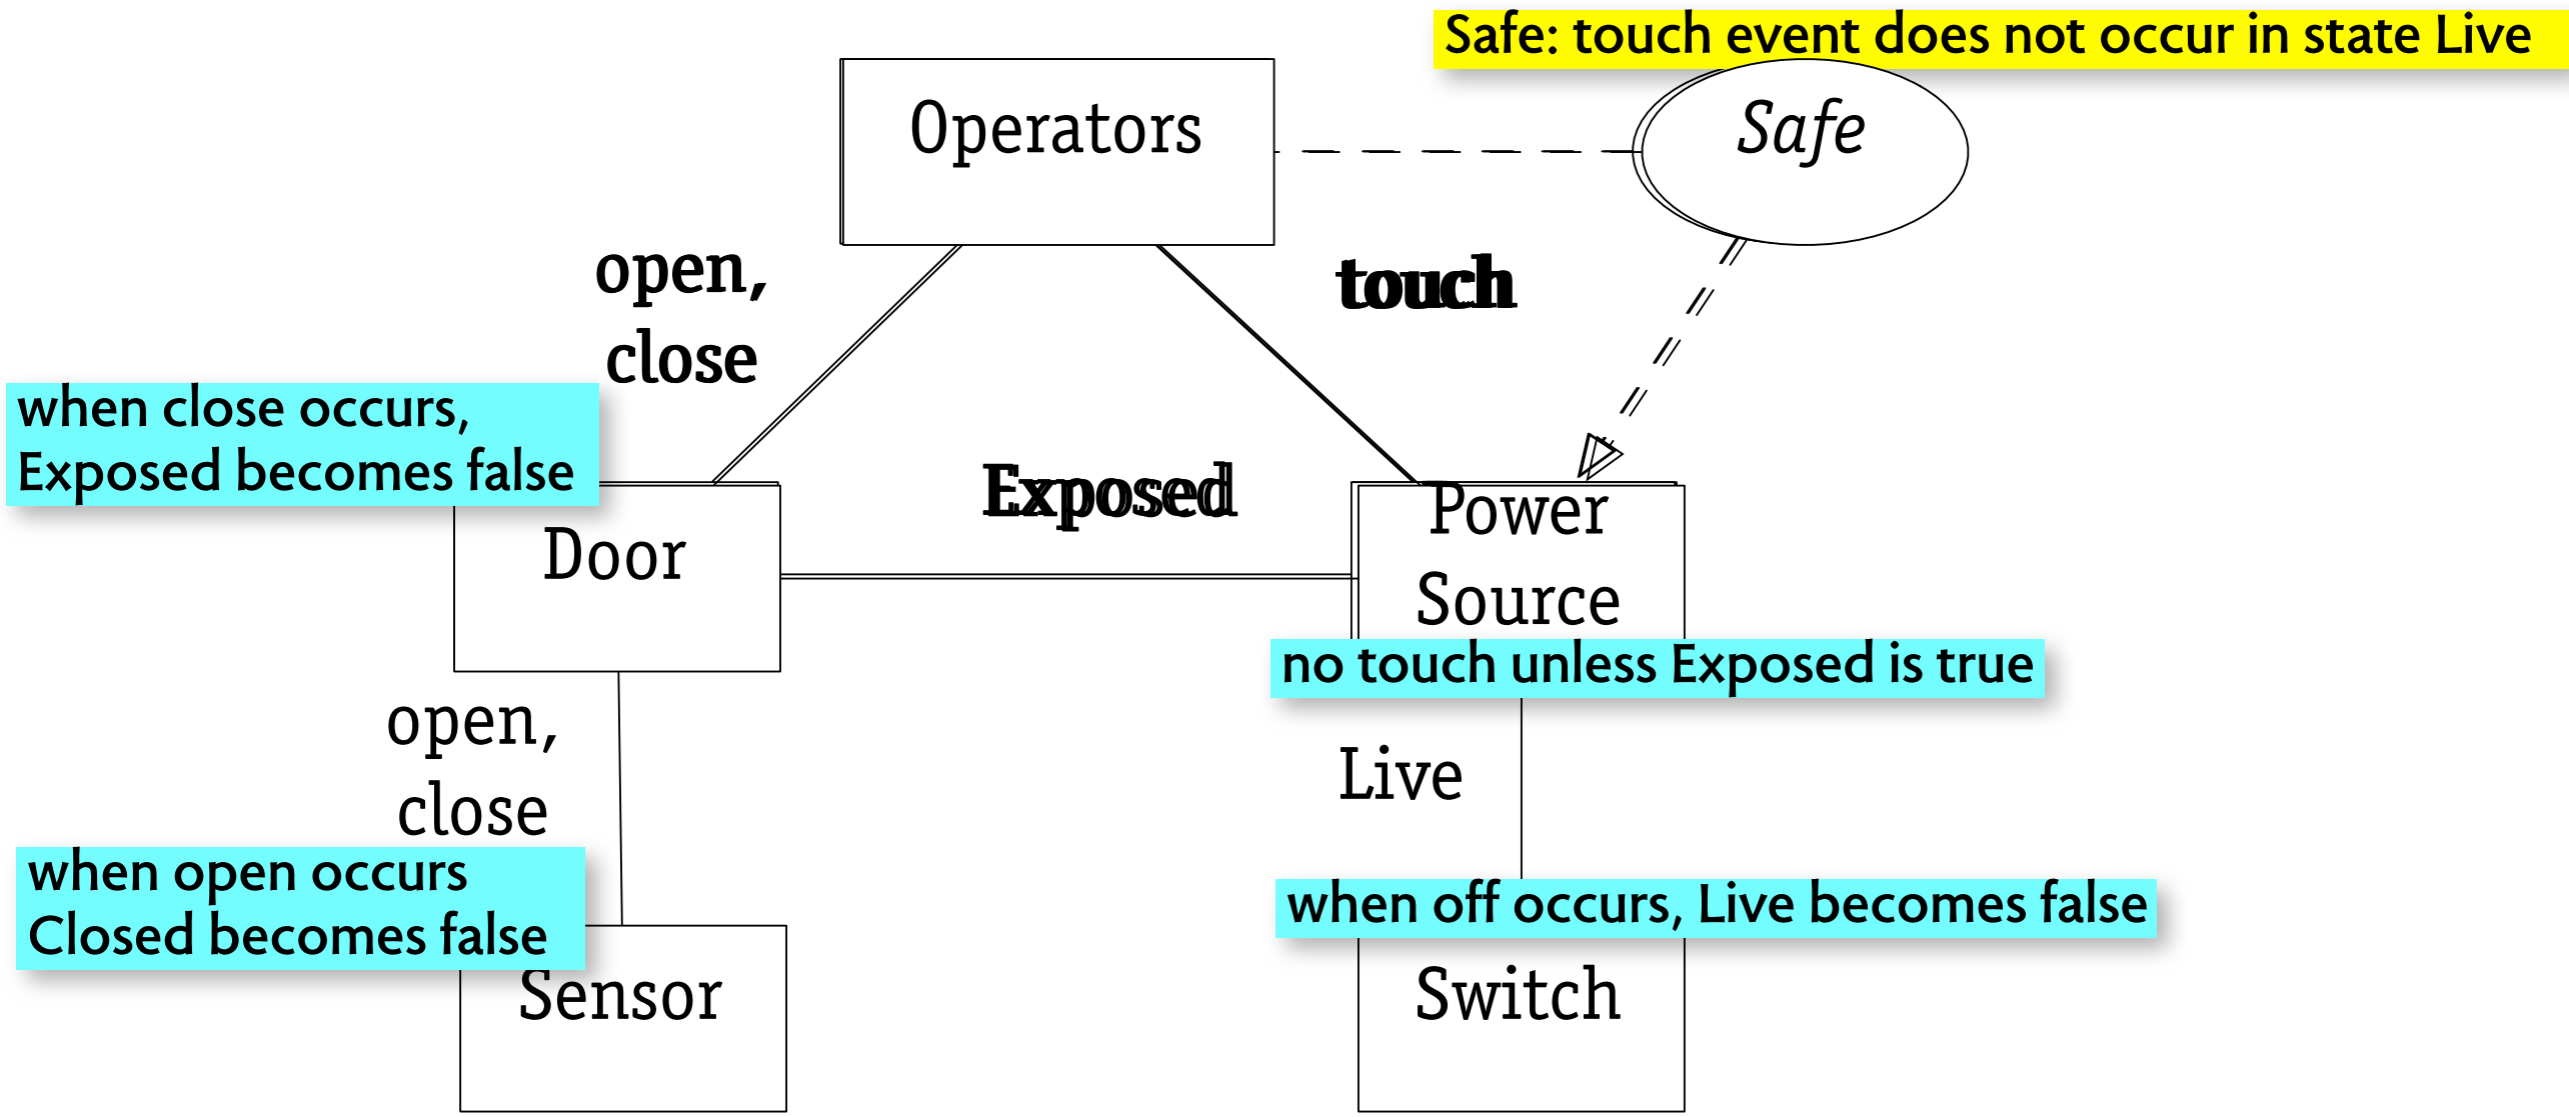 Safe: touch event does not occur in state Live
Operators
Safe
open,
close
touch
when close occurs,
Exposed becomes false
Exposed
Door
Power
Source
no touch unless Exposed is true
open,
close
Live
when open occurs
Closed becomes false
when off occurs, Live becomes false
Sensor
Switch